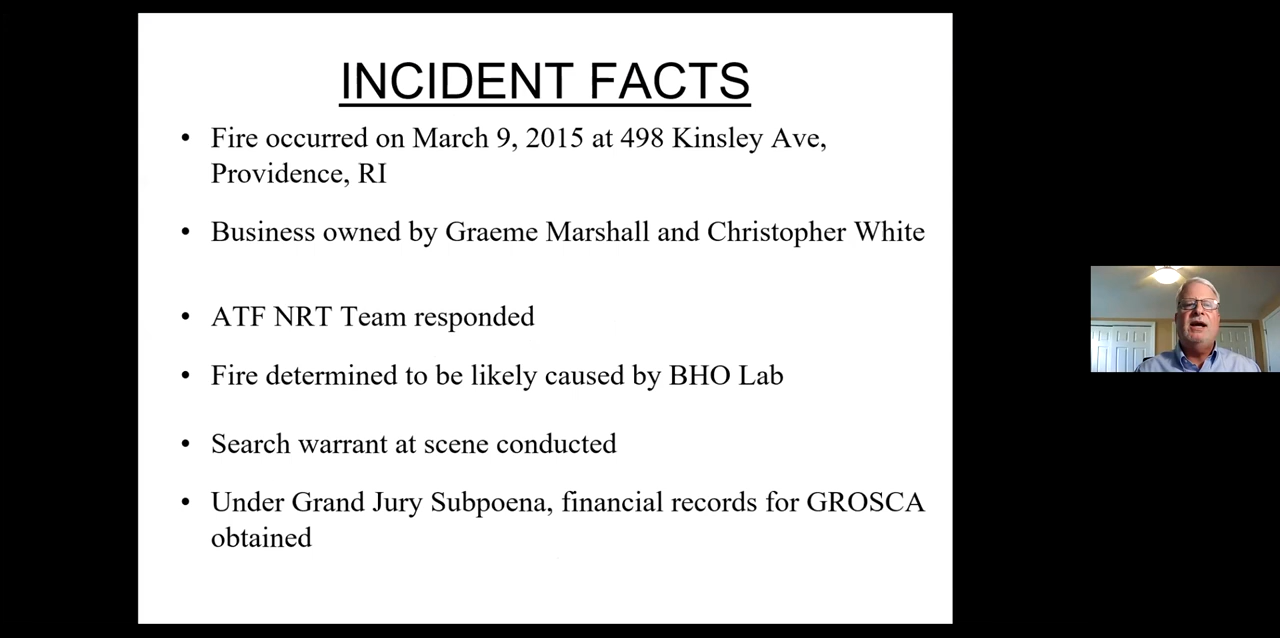 INCIDENT FACTS
• Fire occurred on March 9, 2015 at 498 Kinsley Ave,
Providence, RI
• Business owned by Graeme Marshall and Christopher White
• ATF NRT Team responded
• Fire determined to be likely caused by BHO Lab
• Search warrant at scene conducted
• Under Grand Jury Subpoena, financial records for GROSCA
obtained